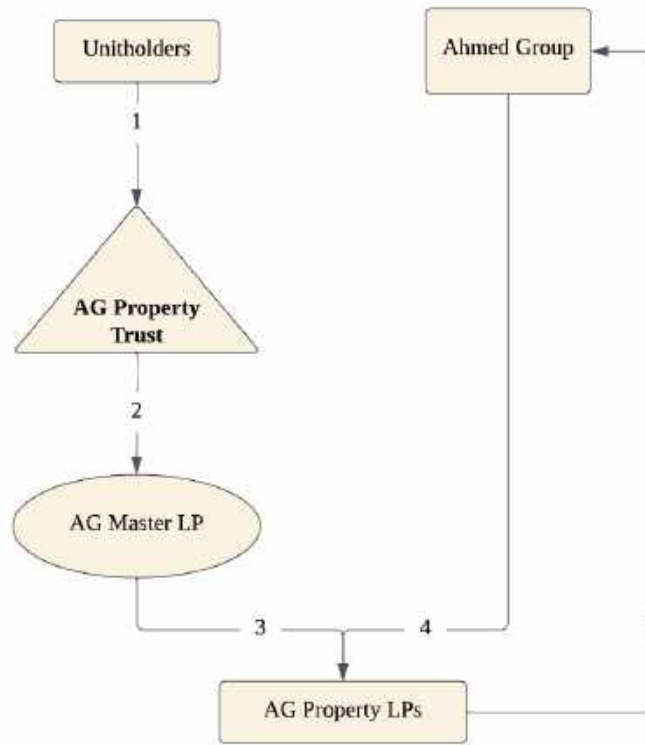 Unitholders
Ahmed Group
1
AG Property
Trust
2
AG Master LP
3
4
AG Property LPs